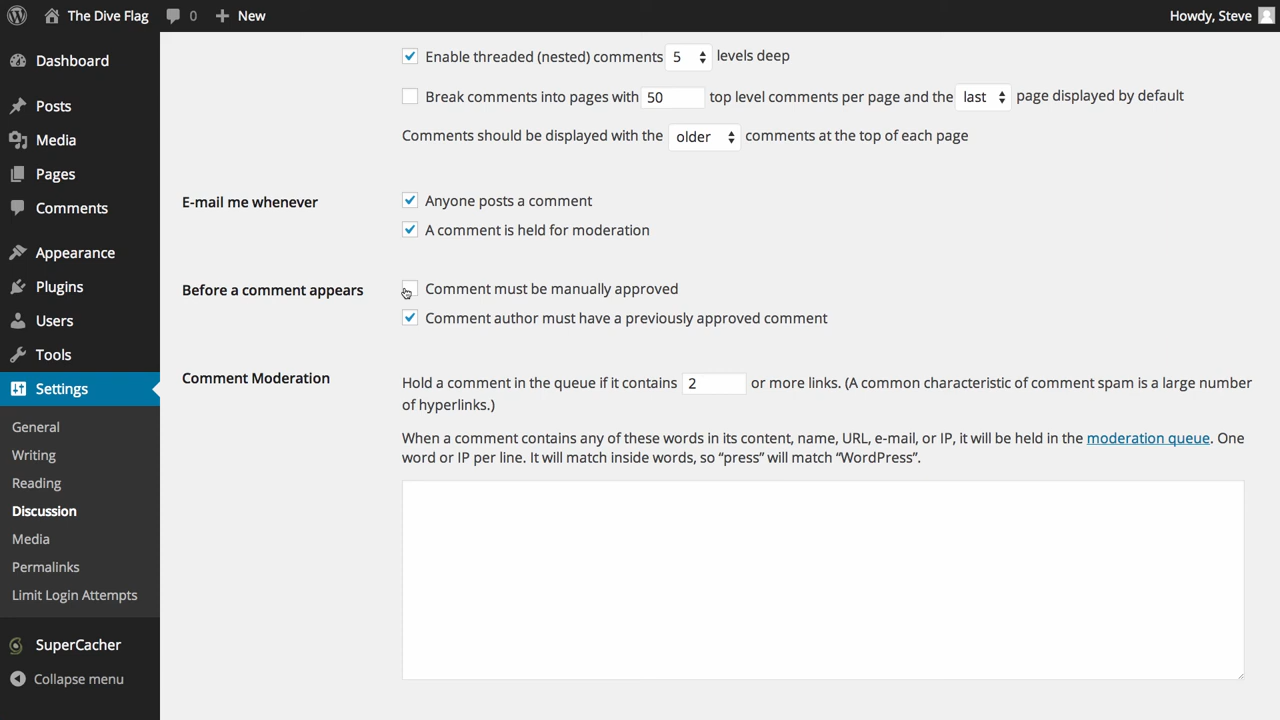 The Dive Flag 0 New Howdy, Steve
Dashboard
Posts
Media
Pages
Comments
Appearance
Plugins
Users
Tools
Settings
General
Writing
Reading
Discussion
Media
Permalinks
Limit Login Attempts
SuperCacher
Collapse menu
Enable threaded (nested) comments 5 levels deep
Break comments into pages with 50 top level comments per page and the last page displayed by default
Comments should be displayed with the older comments at the top of each page
E-mail me whenever
Anyone posts a comment
A comment is held for moderation
Before a comment appears
Comment must be manually approved
Comment author must have a previously approved comment
Comment Moderation
Hold a comment in the queue if it contains 2 or more links. (A common characteristic of comment spam is a large number
of hyperlinks.)
When a comment contains any of these words in its content, name, URL, e-mail, or IP, it will be held in the moderation queue. One
word or IP per line. It will match inside words, so “press” will match “WordPress”.